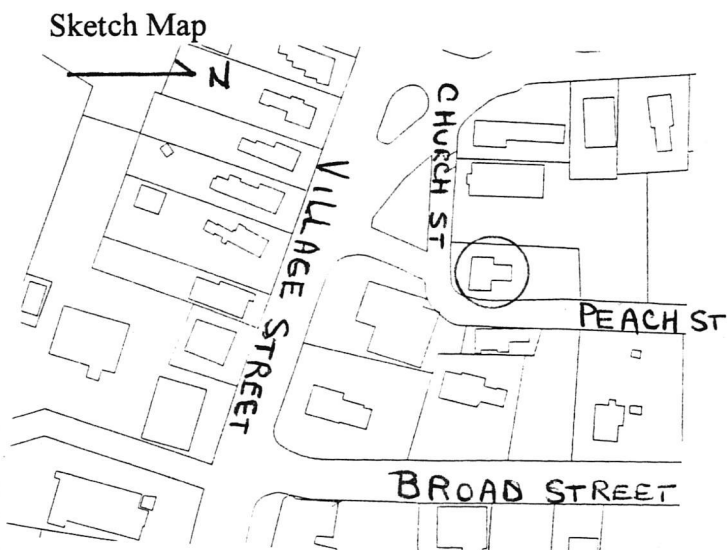 Sketch Map
N
CHURCH ST
VILLAGE STREET
PEACH ST
BROAD STREET